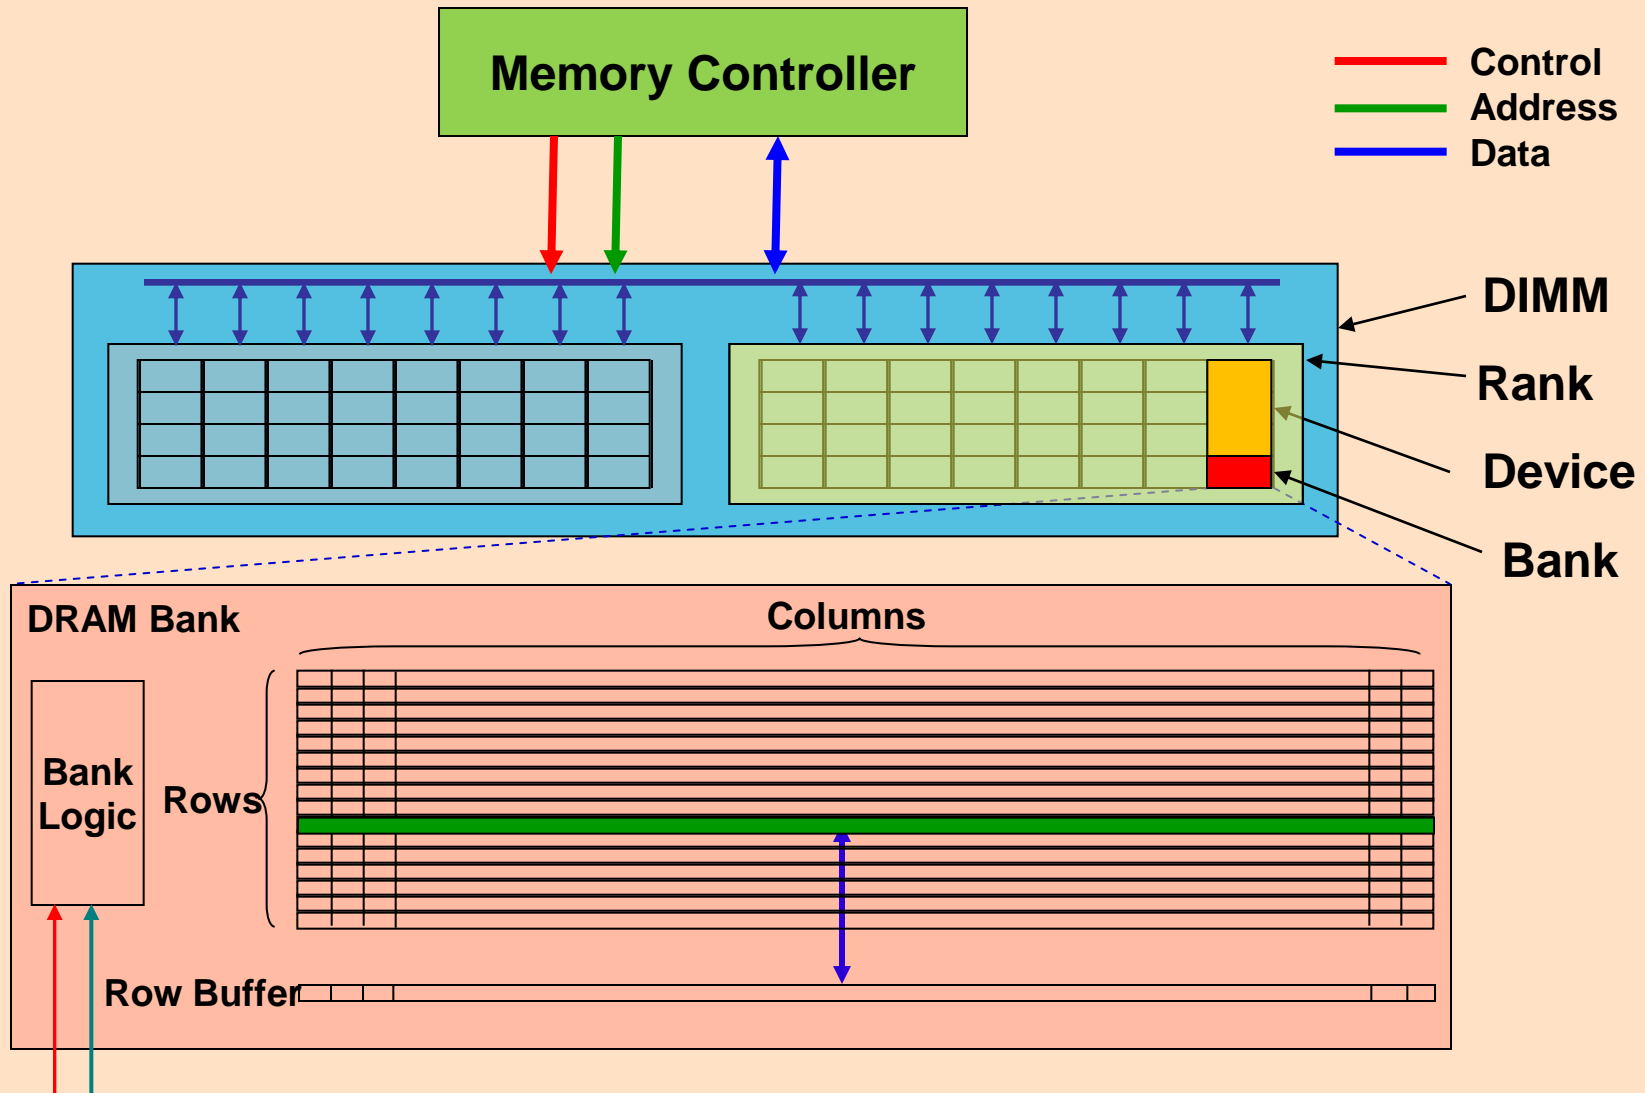 Memory Controller
Control
Address
Data
DIMM
Rank
Device
Bank
DRAM Bank
Columns
Bank
Logic
Rows
Row Buffer